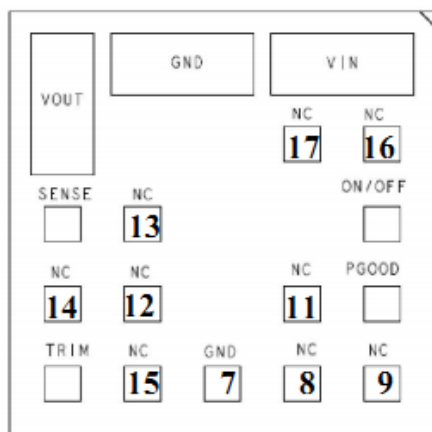 GND VIN
VOUT
NC NC
17 16
SENSE NC ON/OFF
13
NC NC NC PGOOD
14 12 11
TRIM NC GND NC NC
15 7 8 9